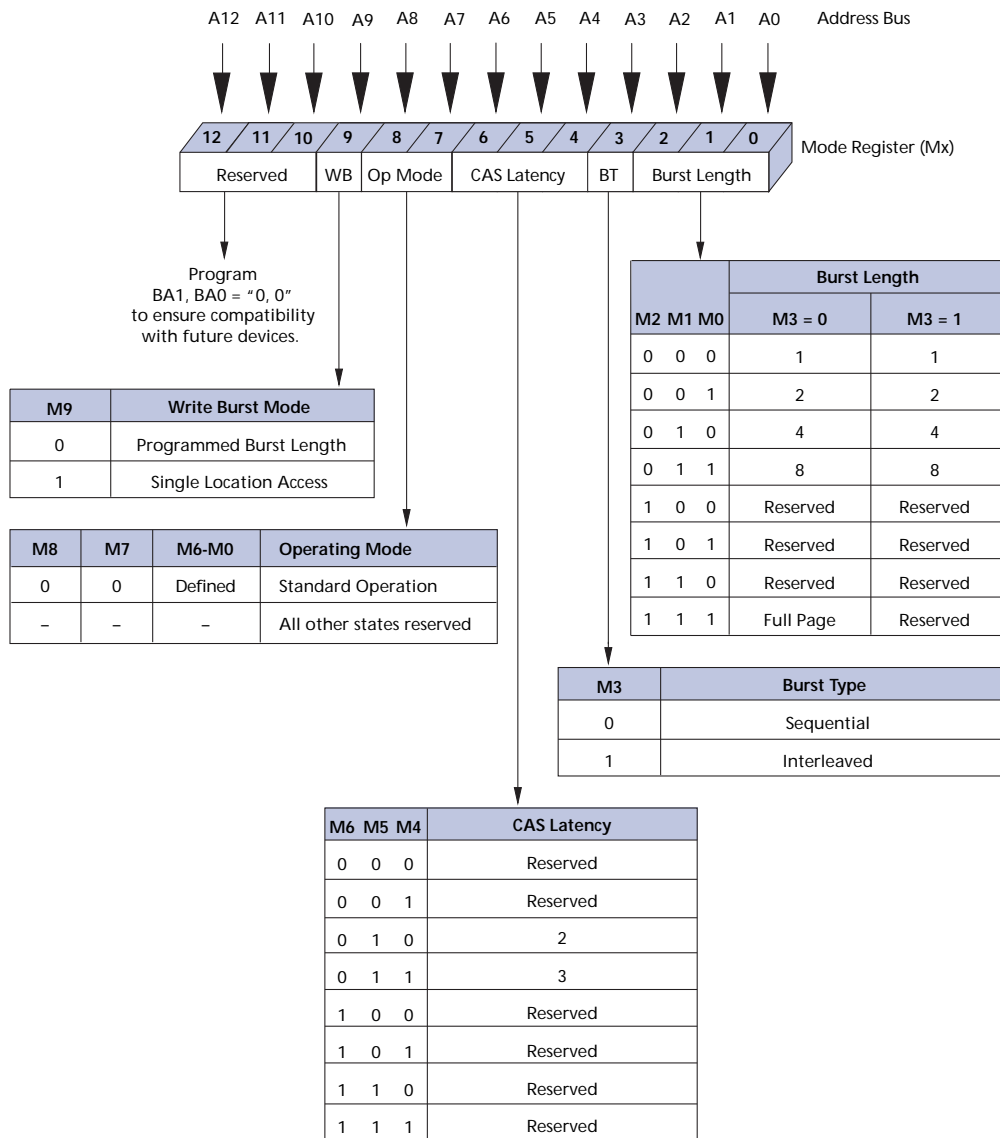 A12 A11 A10 A9 A8 A7 A6 A5 A4 A3 A2 A1 A0 Address Bus
12 11 10 9 8 7 6 5 4 3 2 1 0
Mode Register (Mx)
Reserved WB Op Mode CAS Latency BT Burst Length
Program
BA1, BA0 = “0, 0”
to ensure compatibility
with future devices.
Burst Length
M2 M1 M0 M3 = 0 M3 = 1
0 0 0 1 1
0 0 1 2 2
0 1 0 4 4
0 1 1 8 8
1 0 0 Reserved Reserved
1 0 1 Reserved Reserved
1 1 0 Reserved Reserved
1 1 1 Full Page Reserved
M9 Write Burst Mode
0 Programmed Burst Length
1 Single Location Access
M8 M7 M6-M0 Operating Mode
0 0 Defined Standard Operation
– – – All other states reserved
M3 Burst Type
0 Sequential
1 Interleaved
M6 M5 M4 CAS Latency
0 0 0 Reserved
0 0 1 Reserved
0 1 0 2
0 1 1 3
1 0 0 Reserved
1 0 1 Reserved
1 1 0 Reserved
1 1 1 Reserved